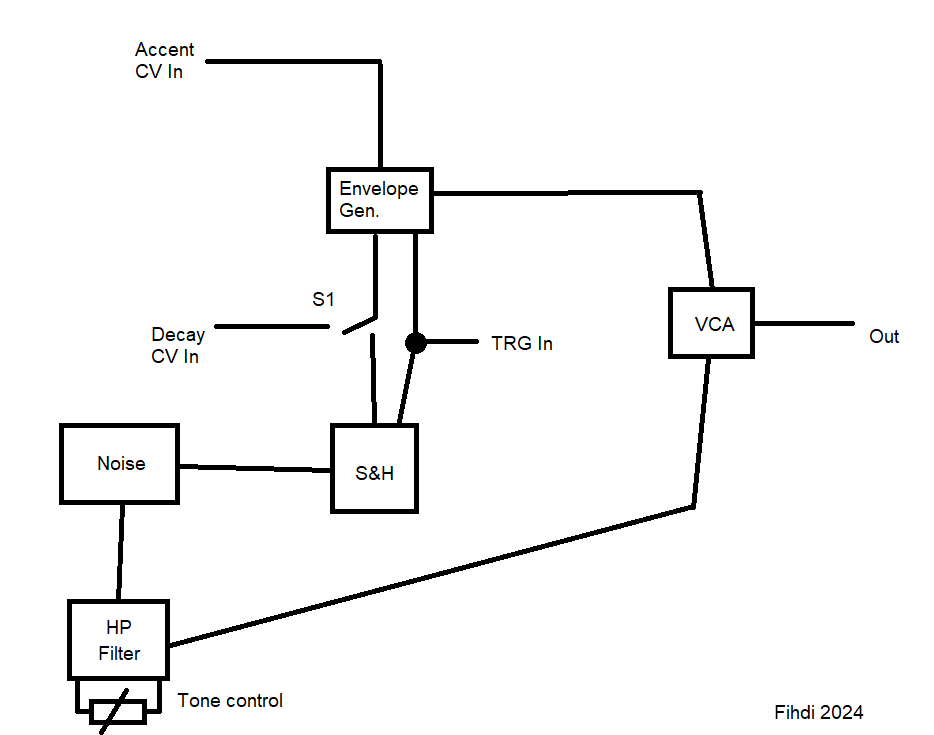 Accent
CV In
Envelope
Gen.
S1
Decay
CV In
TRG In
VCA
Out
Noise
S&H
HP
Filter
Tone control
Fihdi 2024